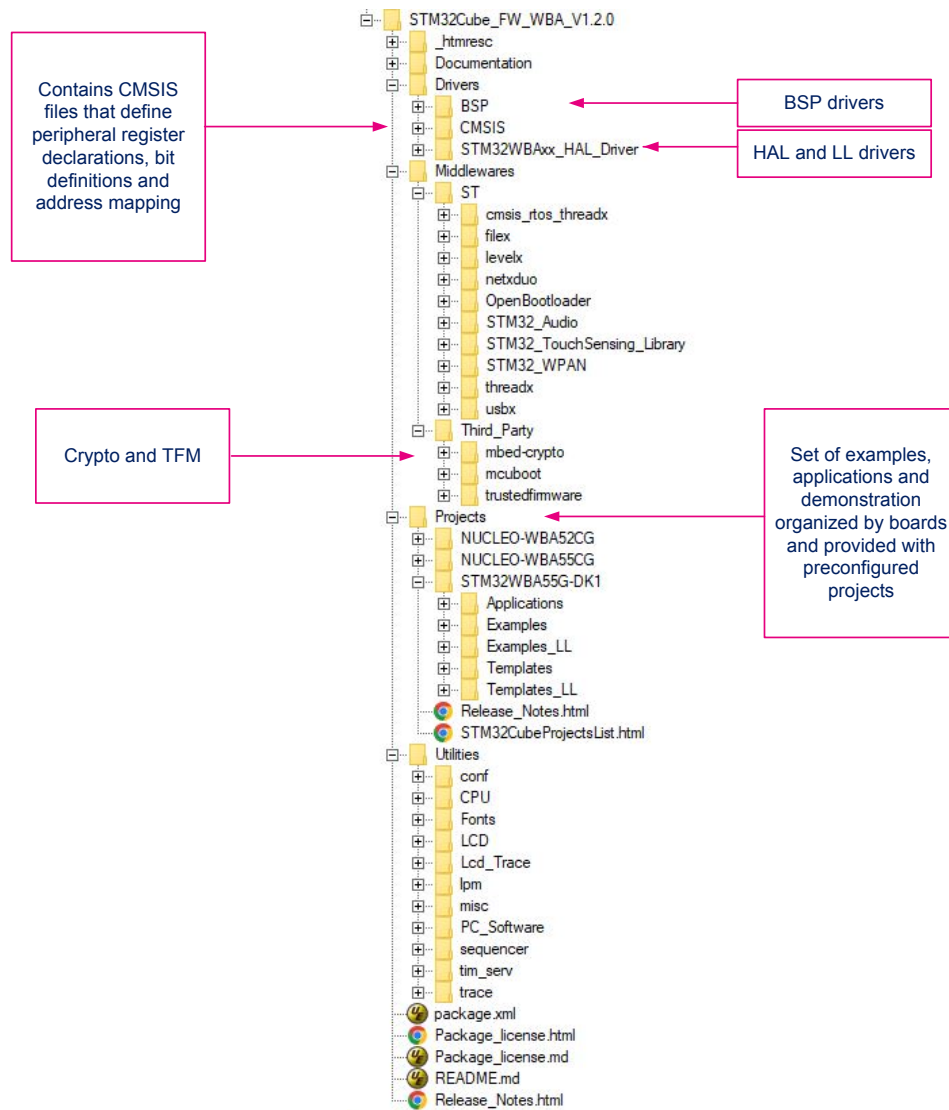 STM32Cube_FW_WBA_V1.2.0
_htmresc
Documentation
Drivers
BSP
CMSIS
STM32WBAxx_HAL_Driver
Middlewares
ST
cmsis_rtos_threadx
filex
levelx
netxduo
OpenBootloader
STM32_Audio
STM32_TouchSensing_Library
STM32_WPAN
threadx
usbx
Third_Party
mbed-crypto
mcuboot
trustedfirmware
Projects
NUCLEO-WBA52CG
NUCLEO-WBA55CG
STM32WBA55G-DK1
Applications
Examples
Examples_LL
Templates
Templates_LL
Release_Notes.html
STM32CubeProjectsList.html
Utilities
conf
CPU
Fonts
LCD
Lcd_Trace
lpm
misc
PC_Software
sequencer
tim_serv
trace
package.xml
Package_license.html
Package_license.md
README.md
Release_Notes.html
Contains CMSIS
files that define
peripheral register
declarations, bit
definitions and
address mapping
BSP drivers
HAL and LL drivers
Crypto and TFM
Set of examples,
applications and
demonstration
organized by boards
and provided with
preconfigured
projects